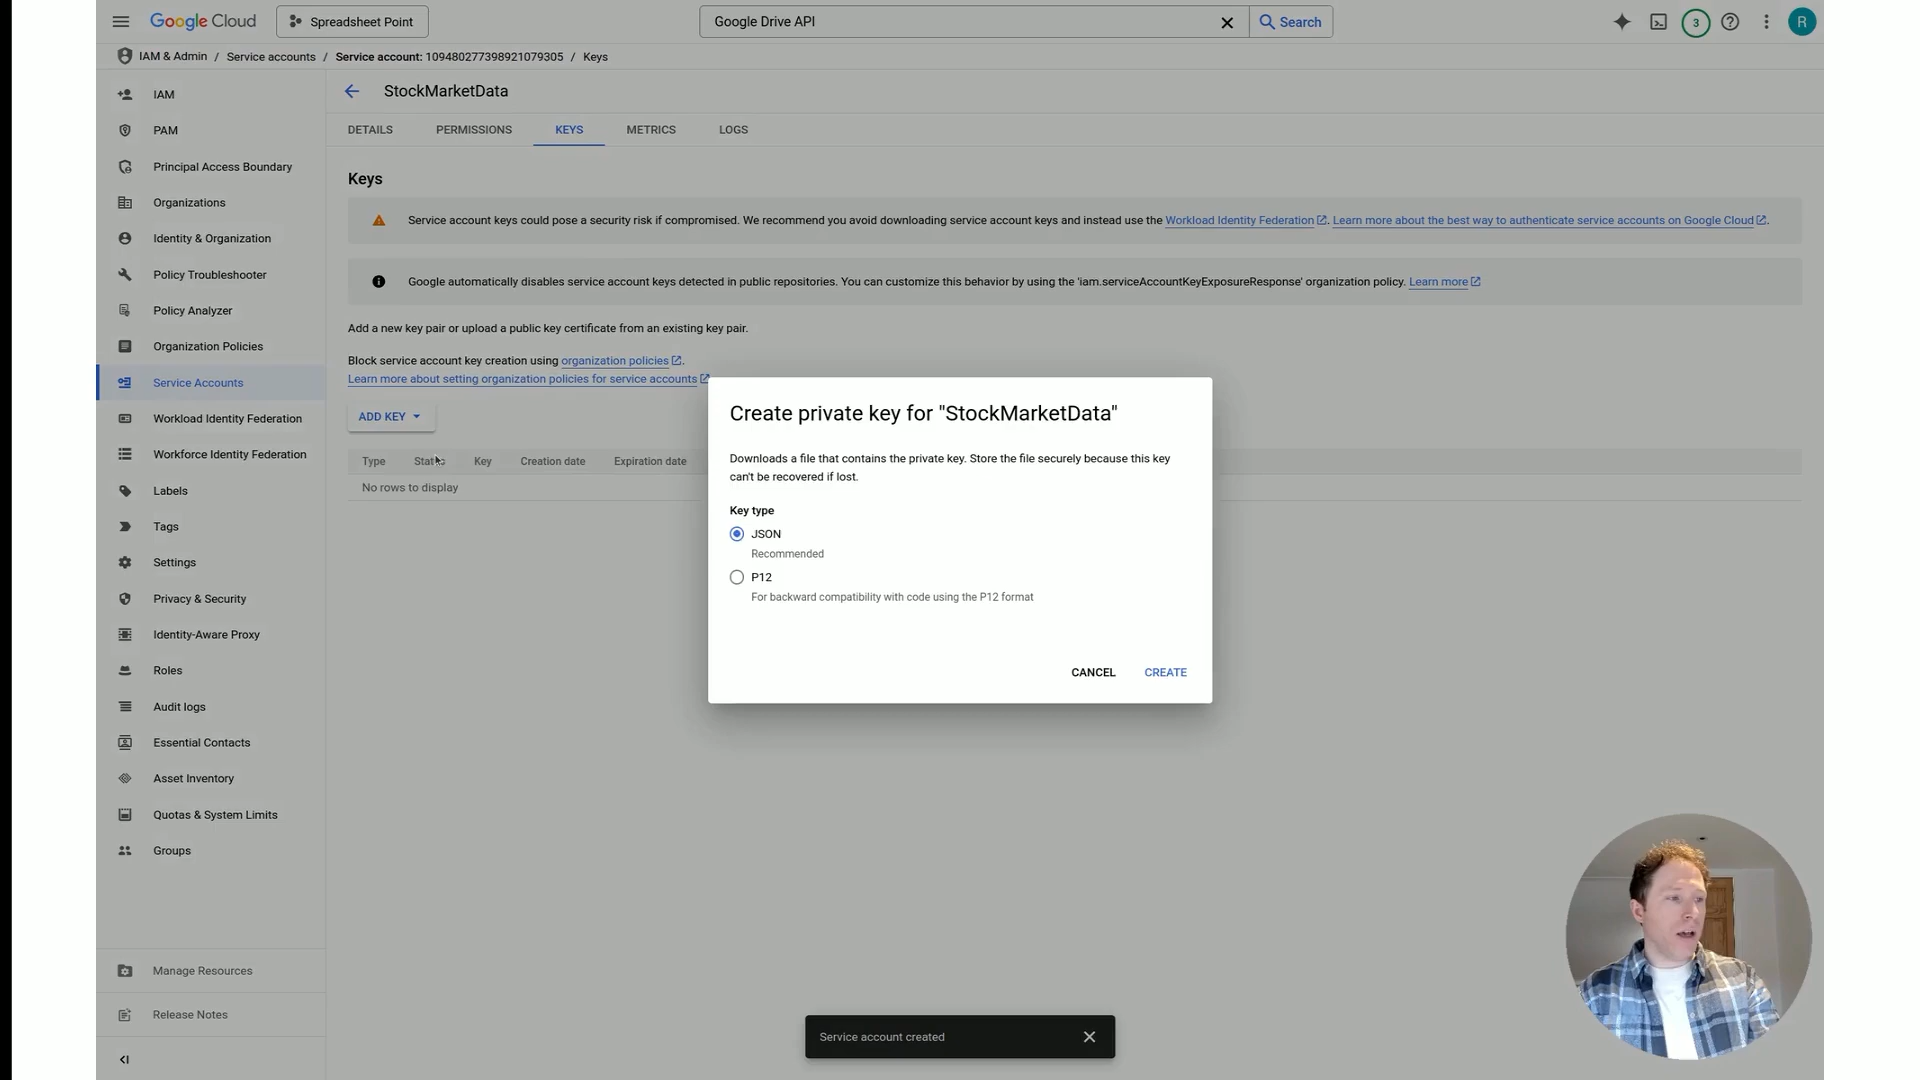 Google Cloud
Spreadsheet Point
Google Drive API
Search
3
R
IAM & Admin / Service accounts / Service account: 109480277398921079305 / Keys
IAM
PAM
Principal Access Boundary
Organizations
Identity & Organization
Policy Troubleshooter
Policy Analyzer
Organization Policies
Service Accounts
Workload Identity Federation
Workforce Identity Federation
Labels
Tags
Settings
Privacy & Security
Identity-Aware Proxy
Roles
Audit logs
Essential Contacts
Asset Inventory
Quotas & System Limits
Groups
Manage Resources
Release Notes
StockMarketData
DETAILS PERMISSIONS KEYS METRICS LOGS
Keys
Service account keys could pose a security risk if compromised. We recommend you avoid downloading service account keys and instead use the Workload Identity Federation. Learn more about the best way to authenticate service accounts on Google Cloud.
Google automatically disables service account keys detected in public repositories. You can customize this behavior by using the 'iam.serviceAccountKeyExposureResponse' organization policy. Learn more
Add a new key pair or upload a public key certificate from an existing key pair.
Block service account key creation using organization policies.
Learn more about setting organization policies for service accounts
ADD KEY
Type Status Key Creation date Expiration date
No rows to display
Create private key for "StockMarketData"
Downloads a file that contains the private key. Store the file securely because this key
can't be recovered if lost.
Key type
JSON
Recommended
P12
For backward compatibility with code using the P12 format
CANCEL CREATE
Service account created